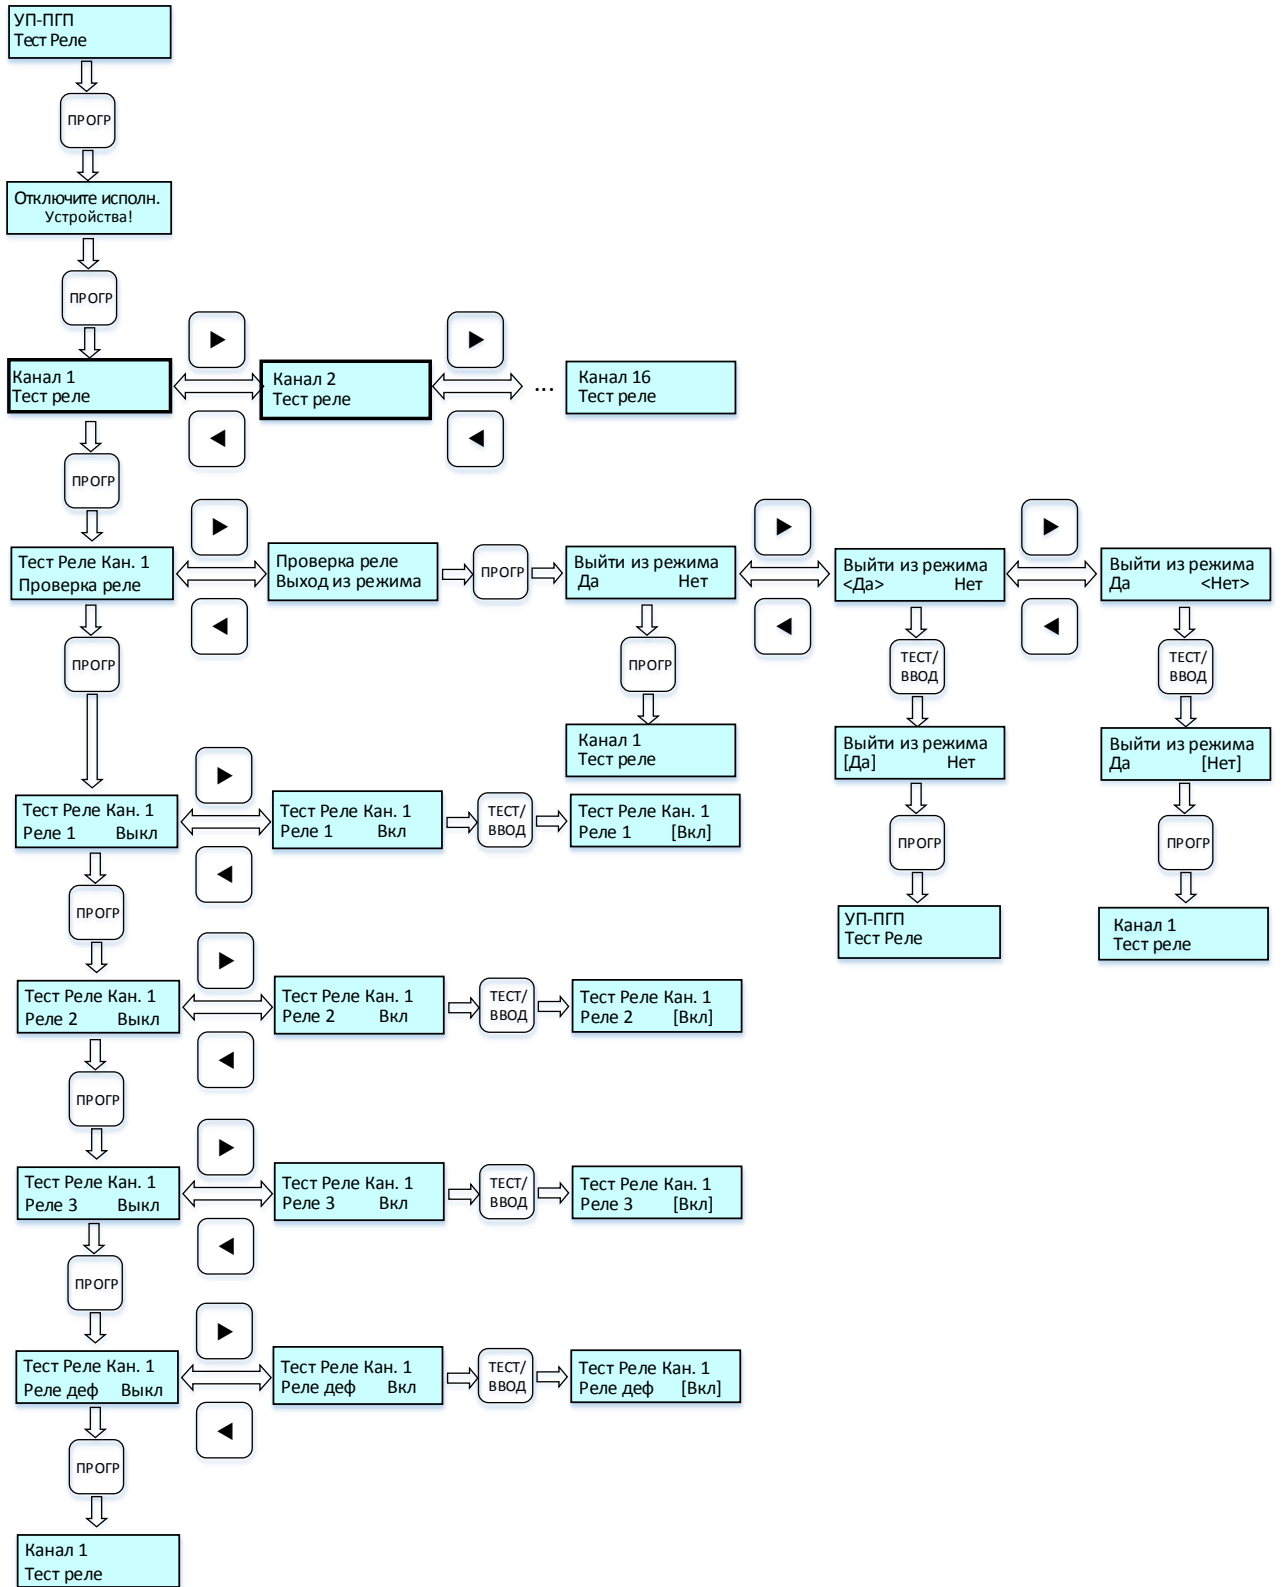 УП-ПГП
Тест Реле
ПРОГР
Отключите исполн.
Устройства!
ПРОГР
Канал 1
Тест реле
Канал 2
Тест реле
...
Канал 16
Тест реле
ПРОГР
Тест Реле Кан. 1
Проверка реле
Проверка реле
Выход из режима
ПРОГР
Выйти из режима
Да Нет
Выйти из режима
<Да> Нет
Выйти из режима
Да <Нет>
ПРОГР
ПРОГР
ТЕСТ/
ВВОД
ТЕСТ/
ВВОД
Канал 1
Тест реле
Выйти из режима
[Да] Нет
Выйти из режима
Да [Нет]
Тест Реле Кан. 1
Реле 1 Выкл
Тест Реле Кан. 1
Реле 1 Вкл
ТЕСТ/
ВВОД
Тест Реле Кан. 1
Реле 1 [Вкл]
ПРОГР
ПРОГР
ПРОГР
УП-ПГП
Тест Реле
Канал 1
Тест реле
Тест Реле Кан. 1
Реле 2 Выкл
Тест Реле Кан. 1
Реле 2 Вкл
ТЕСТ/
ВВОД
Тест Реле Кан. 1
Реле 2 [Вкл]
ПРОГР
Тест Реле Кан. 1
Реле 3 Выкл
Тест Реле Кан. 1
Реле 3 Вкл
ТЕСТ/
ВВОД
Тест Реле Кан. 1
Реле 3 [Вкл]
ПРОГР
Тест Реле Кан. 1
Реле деф Выкл
Тест Реле Кан. 1
Реле деф Вкл
ТЕСТ/
ВВОД
Тест Реле Кан. 1
Реле деф [Вкл]
ПРОГР
Канал 1
Тест реле